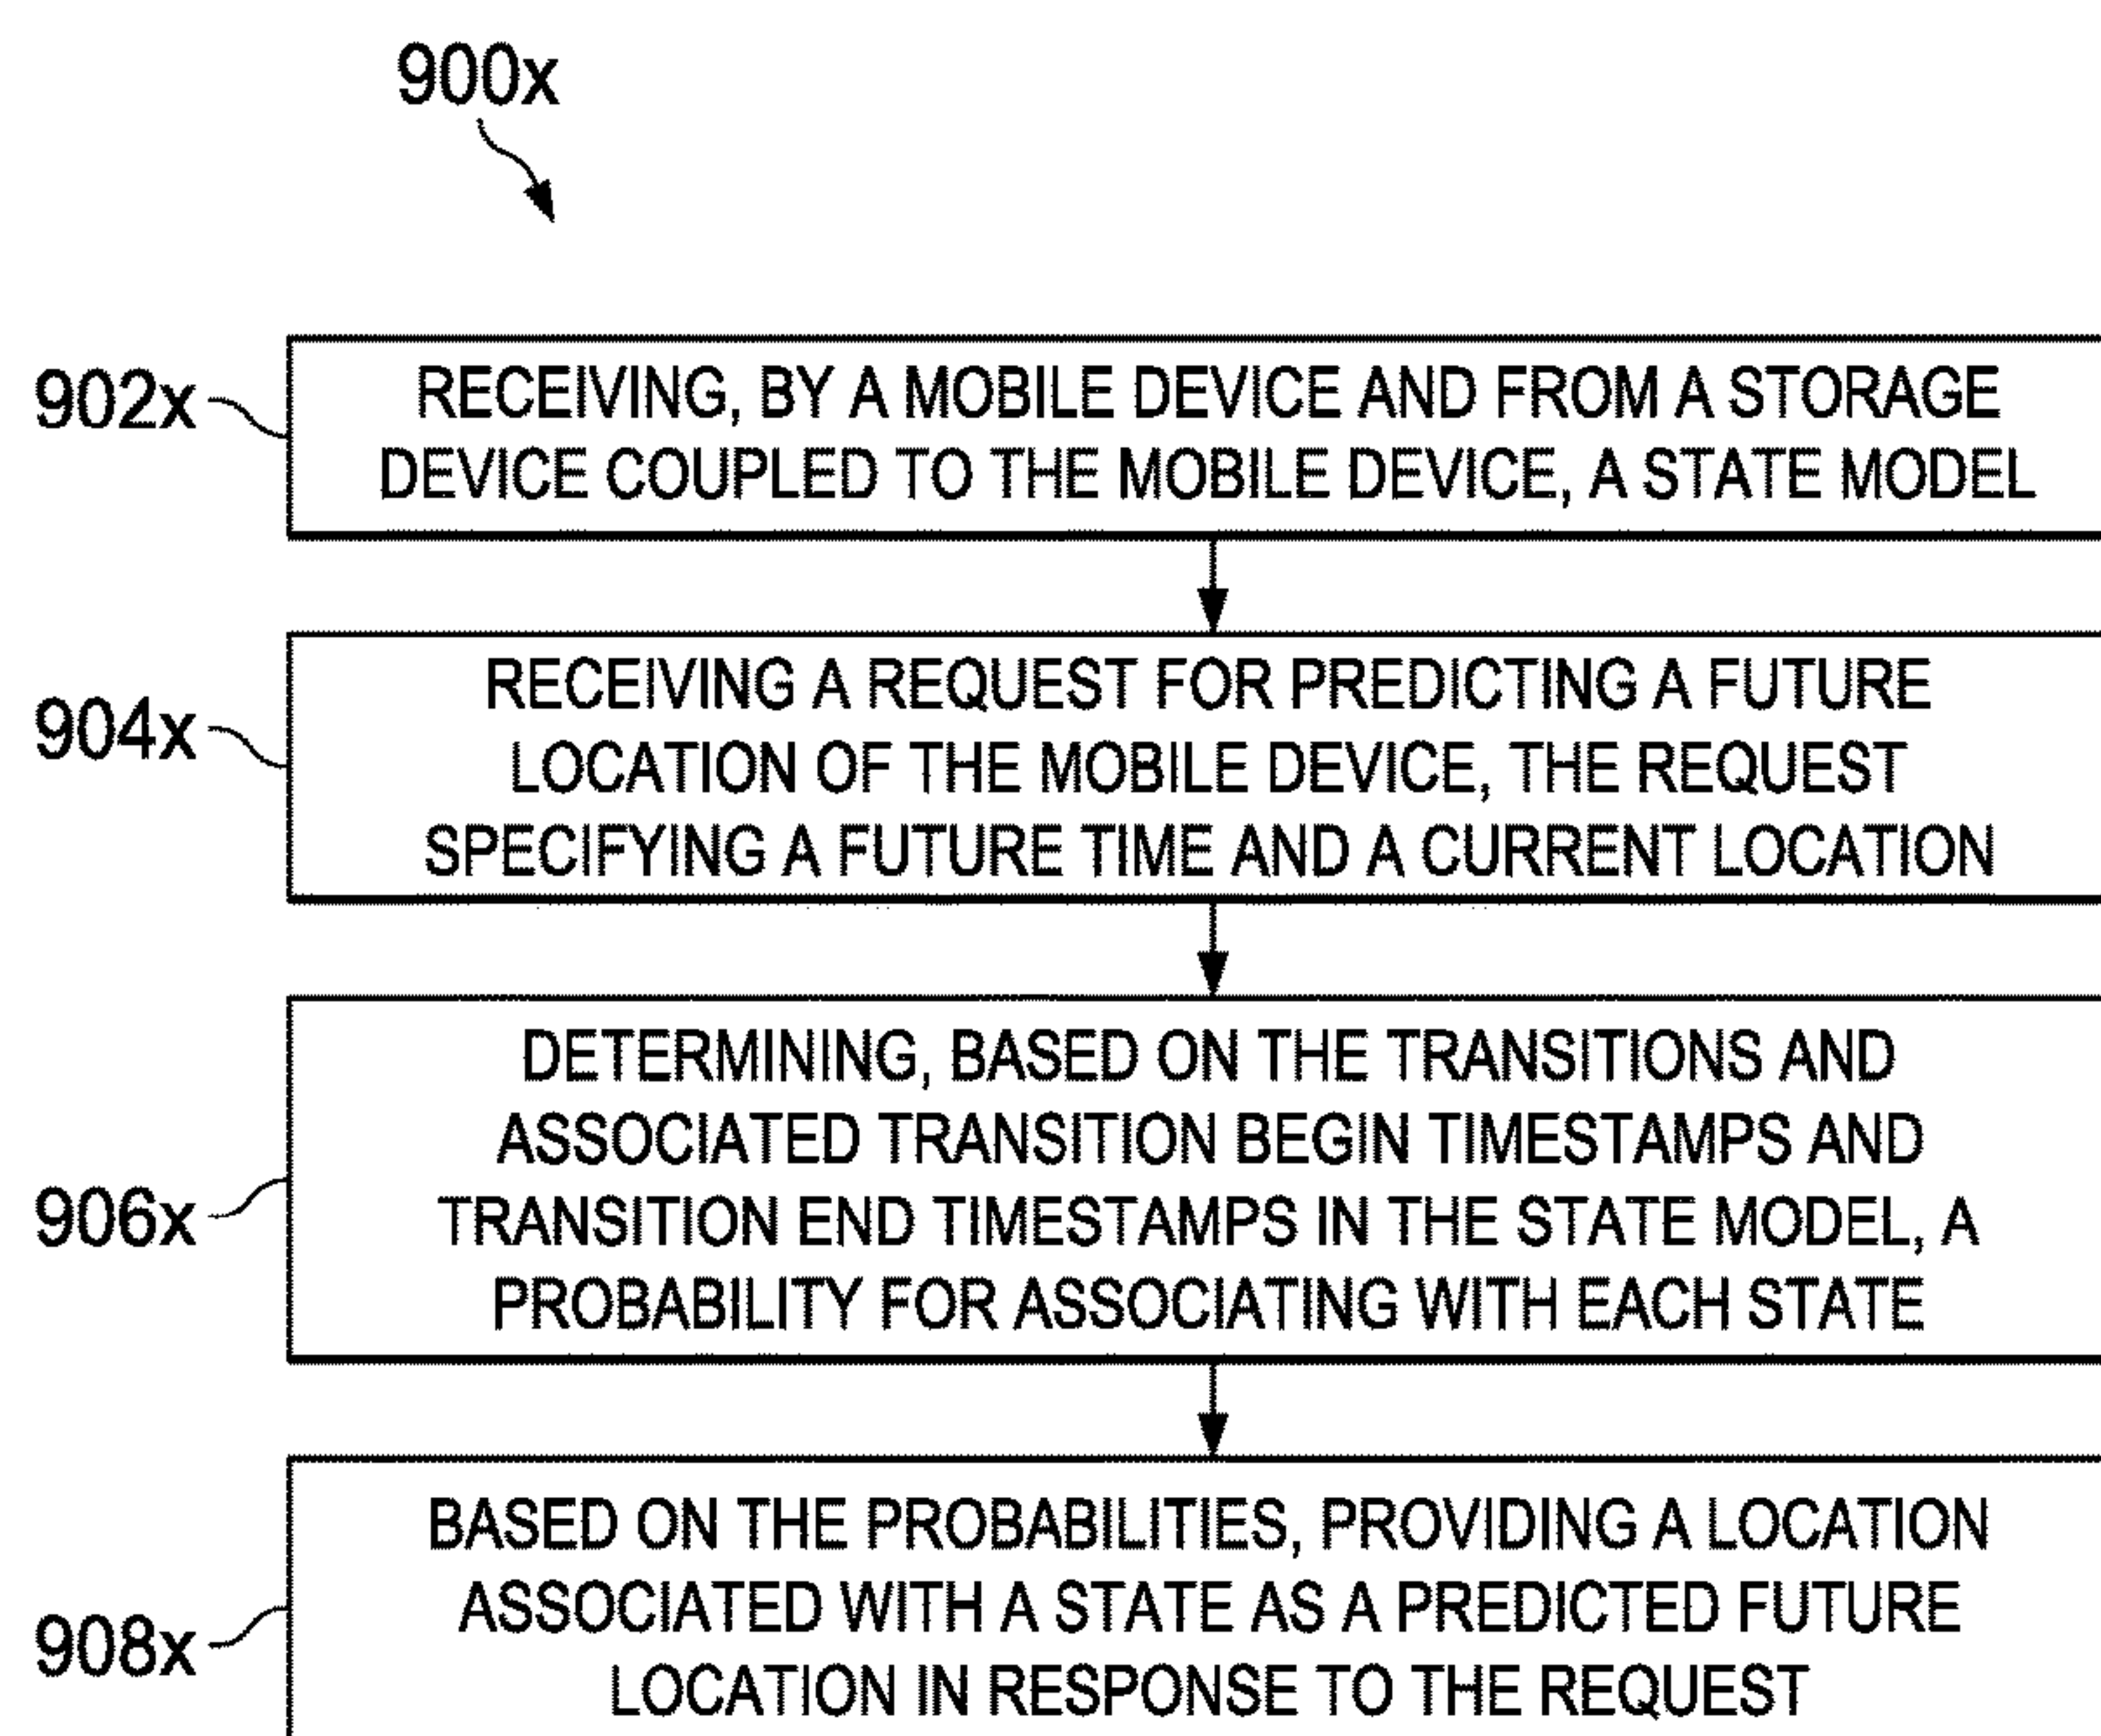 900x
902x
RECEIVING, BY A MOBILE DEVICE AND FROM A STORAGE
DEVICE COUPLED TO THE MOBILE DEVICE, A STATE MODEL
904x
RECEIVING A REQUEST FOR PREDICTING A FUTURE
LOCATION OF THE MOBILE DEVICE, THE REQUEST
SPECIFYING A FUTURE TIME AND A CURRENT LOCATION
906x
DETERMINING, BASED ON THE TRANSITIONS AND
ASSOCIATED TRANSITION BEGIN TIMESTAMPS AND
TRANSITION END TIMESTAMPS IN THE STATE MODEL, A
PROBABILITY FOR ASSOCIATING WITH EACH STATE
908x
BASED ON THE PROBABILITIES, PROVIDING A LOCATION
ASSOCIATED WITH A STATE AS A PREDICTED FUTURE
LOCATION IN RESPONSE TO THE REQUEST